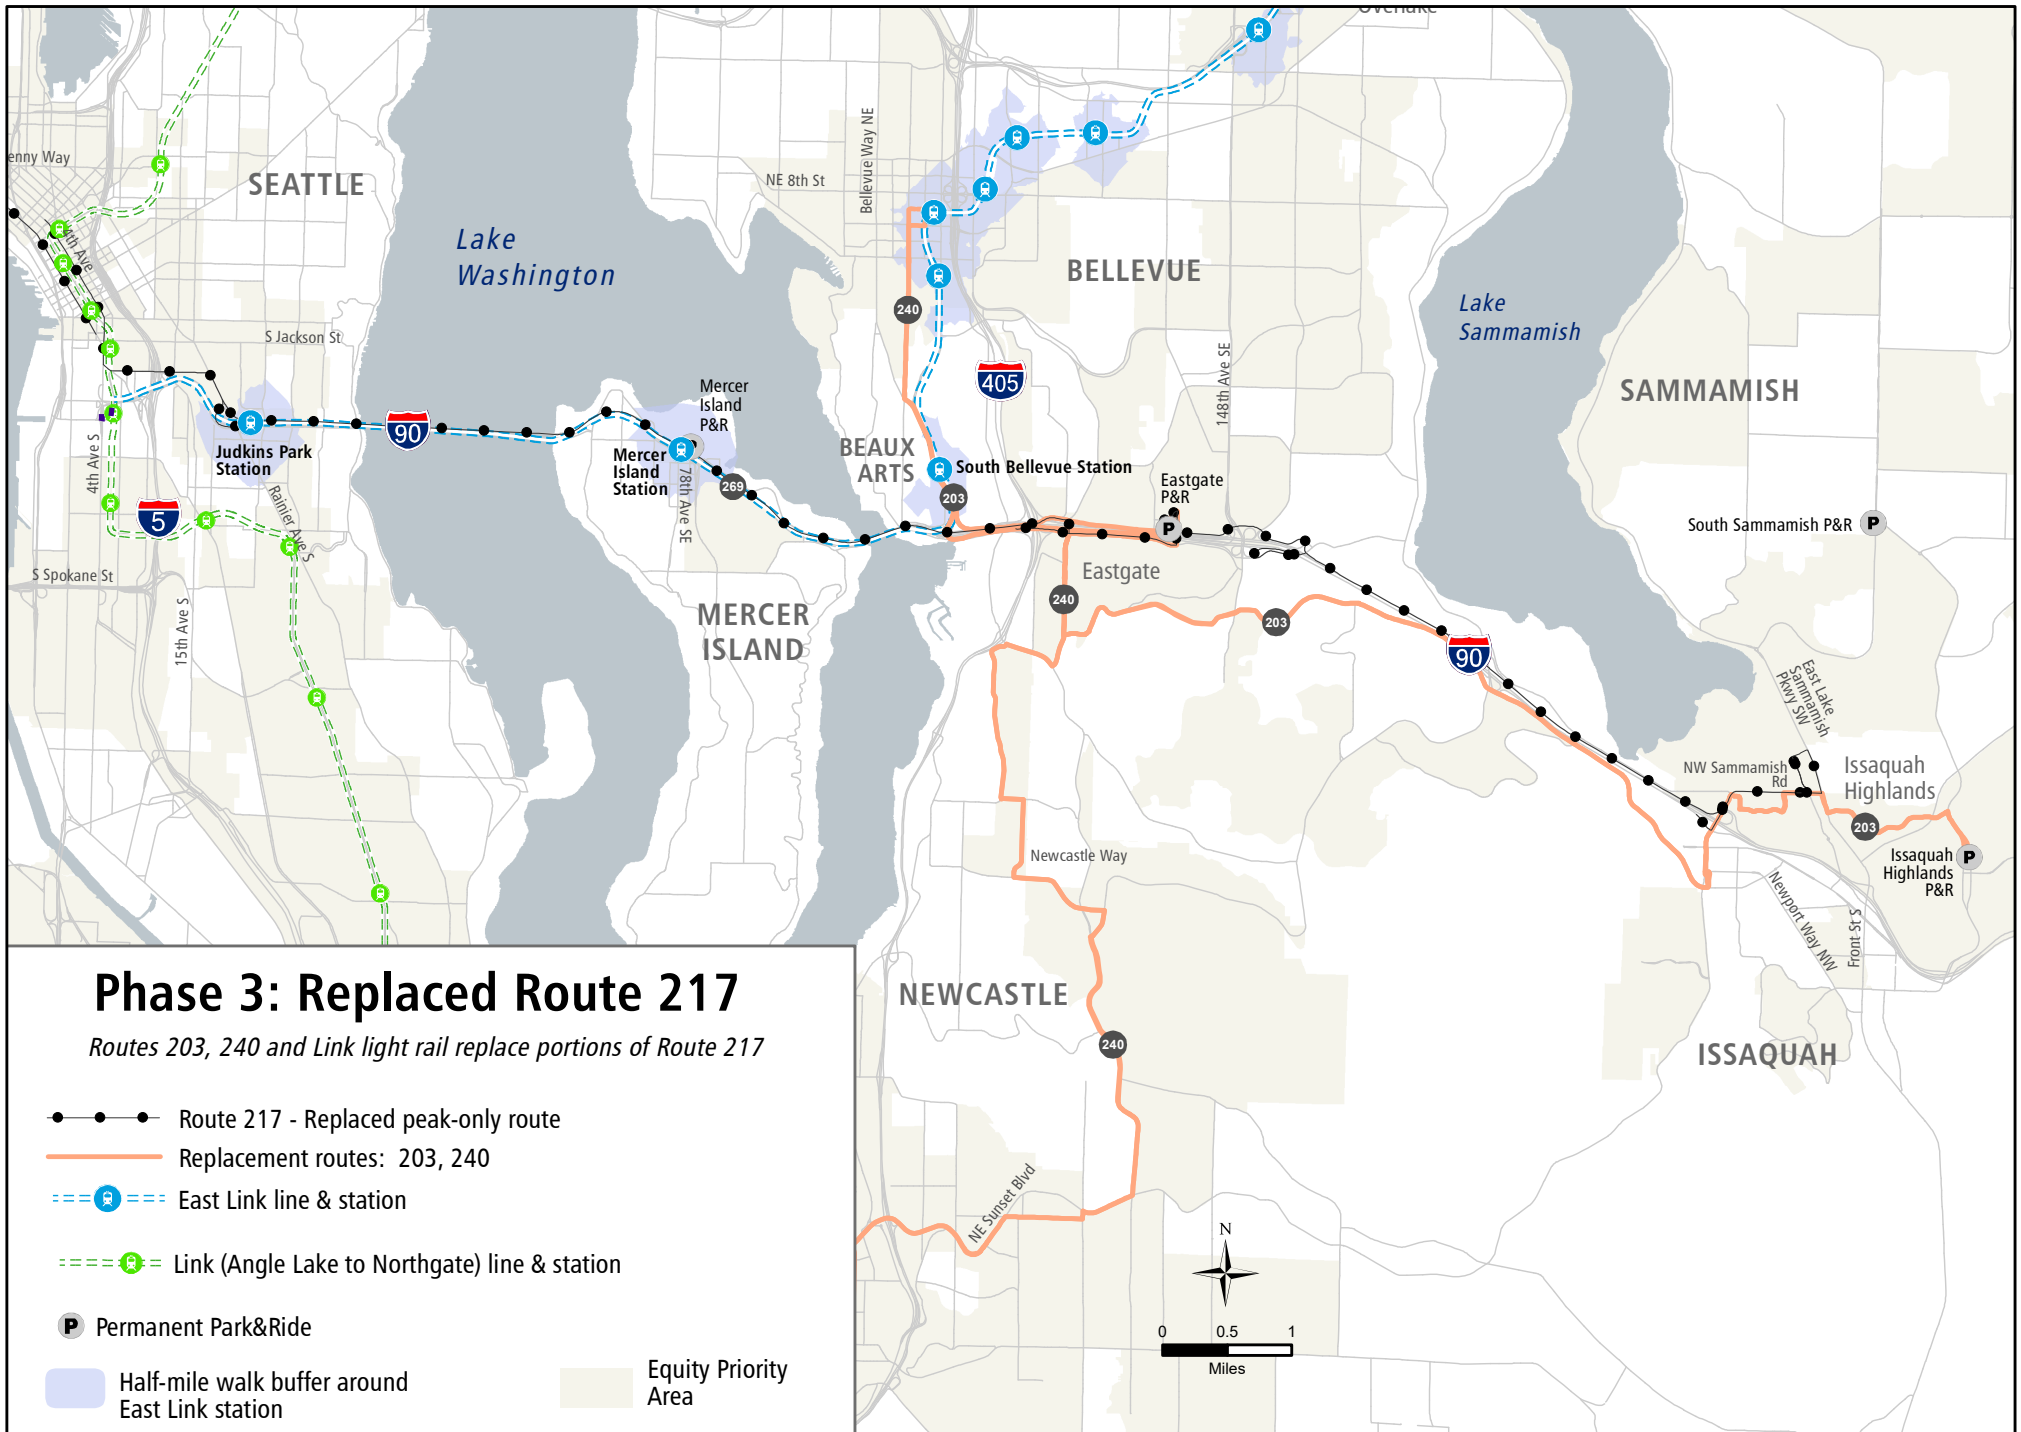 Overlake
enny Way
SEATTLE
Lake
Washington
NE 8th St
Bellevue Way NE
BELLEVUE
Lake
Sammamish
SAMMAMISH
4th Ave
S Jackson St
240
405
148th Ave SE
90
Mercer
Island
P&R
Judkins Park
Station
4th Ave S
Mercer
Island
Station
78th Ave SE
269
BEAUX
ARTS
South Bellevue Station
203
Eastgate
P&R
P
South Sammamish P&R
P
5
Rainier Ave S
S Spokane St
15th Ave S
Eastgate
240
203
MERCER
ISLAND
90
East Lake
Sammamish
Pkwy SW
NW Sammamish
Rd
Issaquah
Highlands
203
Issaquah
Highlands
P&R
P
Newcastle Way
Newport Way NW
Front St S
NEWCASTLE
240
ISSAQUAH
NE Sunset Blvd
N
0 0.5 1
Miles
Phase 3: Replaced Route 217
Routes 203, 240 and Link light rail replace portions of Route 217
Route 217 - Replaced peak-only route
Replacement routes: 203, 240
East Link line & station
Link (Angle Lake to Northgate) line & station
P Permanent Park&Ride
Half-mile walk buffer around
East Link station
Equity Priority
Area